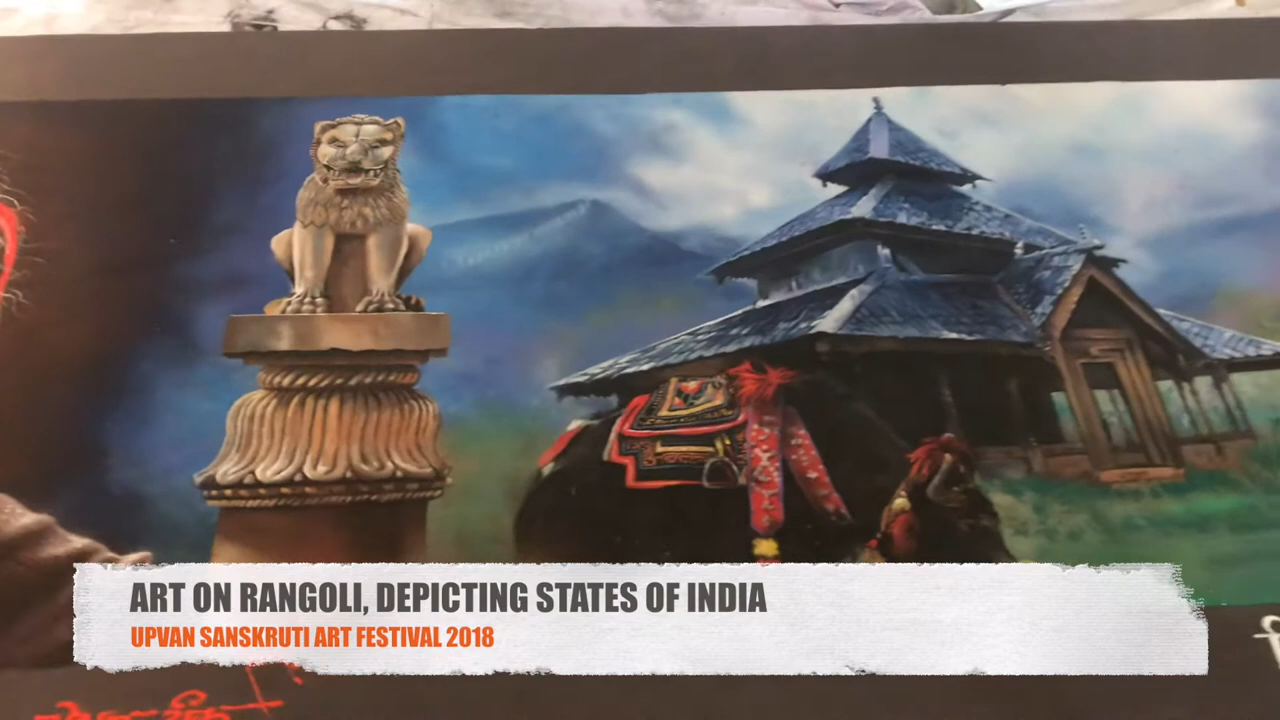 ART ON RANGOLI, DEPICTING STATES OF INDIA
UPVAN SANSKRUTI ART FESTIVAL 2018